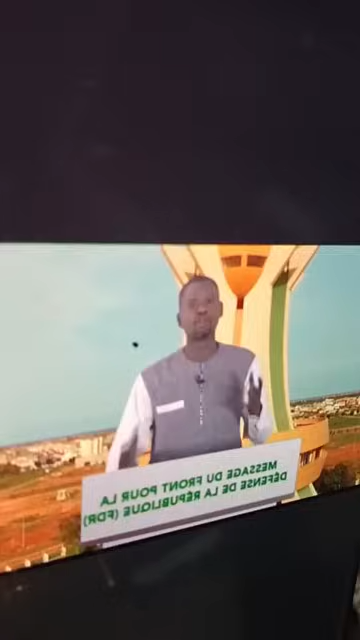 MESSAGE DU FRONT POUR LA
DÉFENSE DE LA RÉPUBLIQUE (FDR)